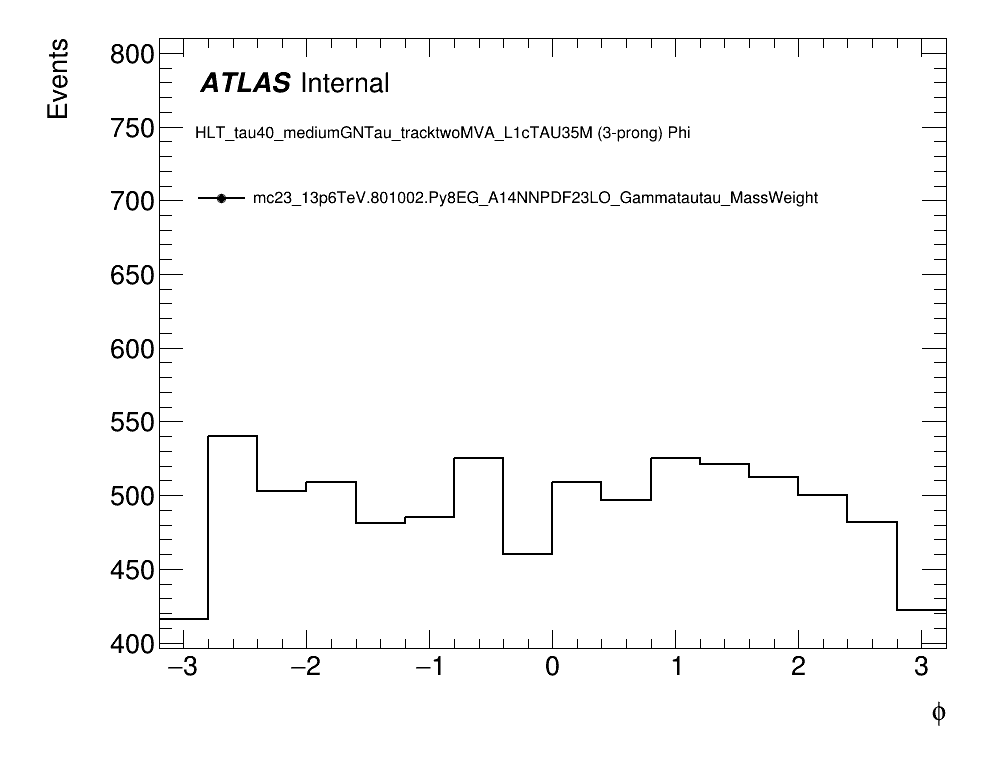 Events
800
750
700
650
600
550
500
450
400
ATLAS Internal
HLT_tau40_mediumGNTau_tracktwoMVA_L1cTAU35M (3-prong) Phi
mc23_13p6TeV.801002.Py8EG_A14NNPDF23LO_Gammatautau_MassWeight
−3 −2 −1 0 1 2 3
ϕ